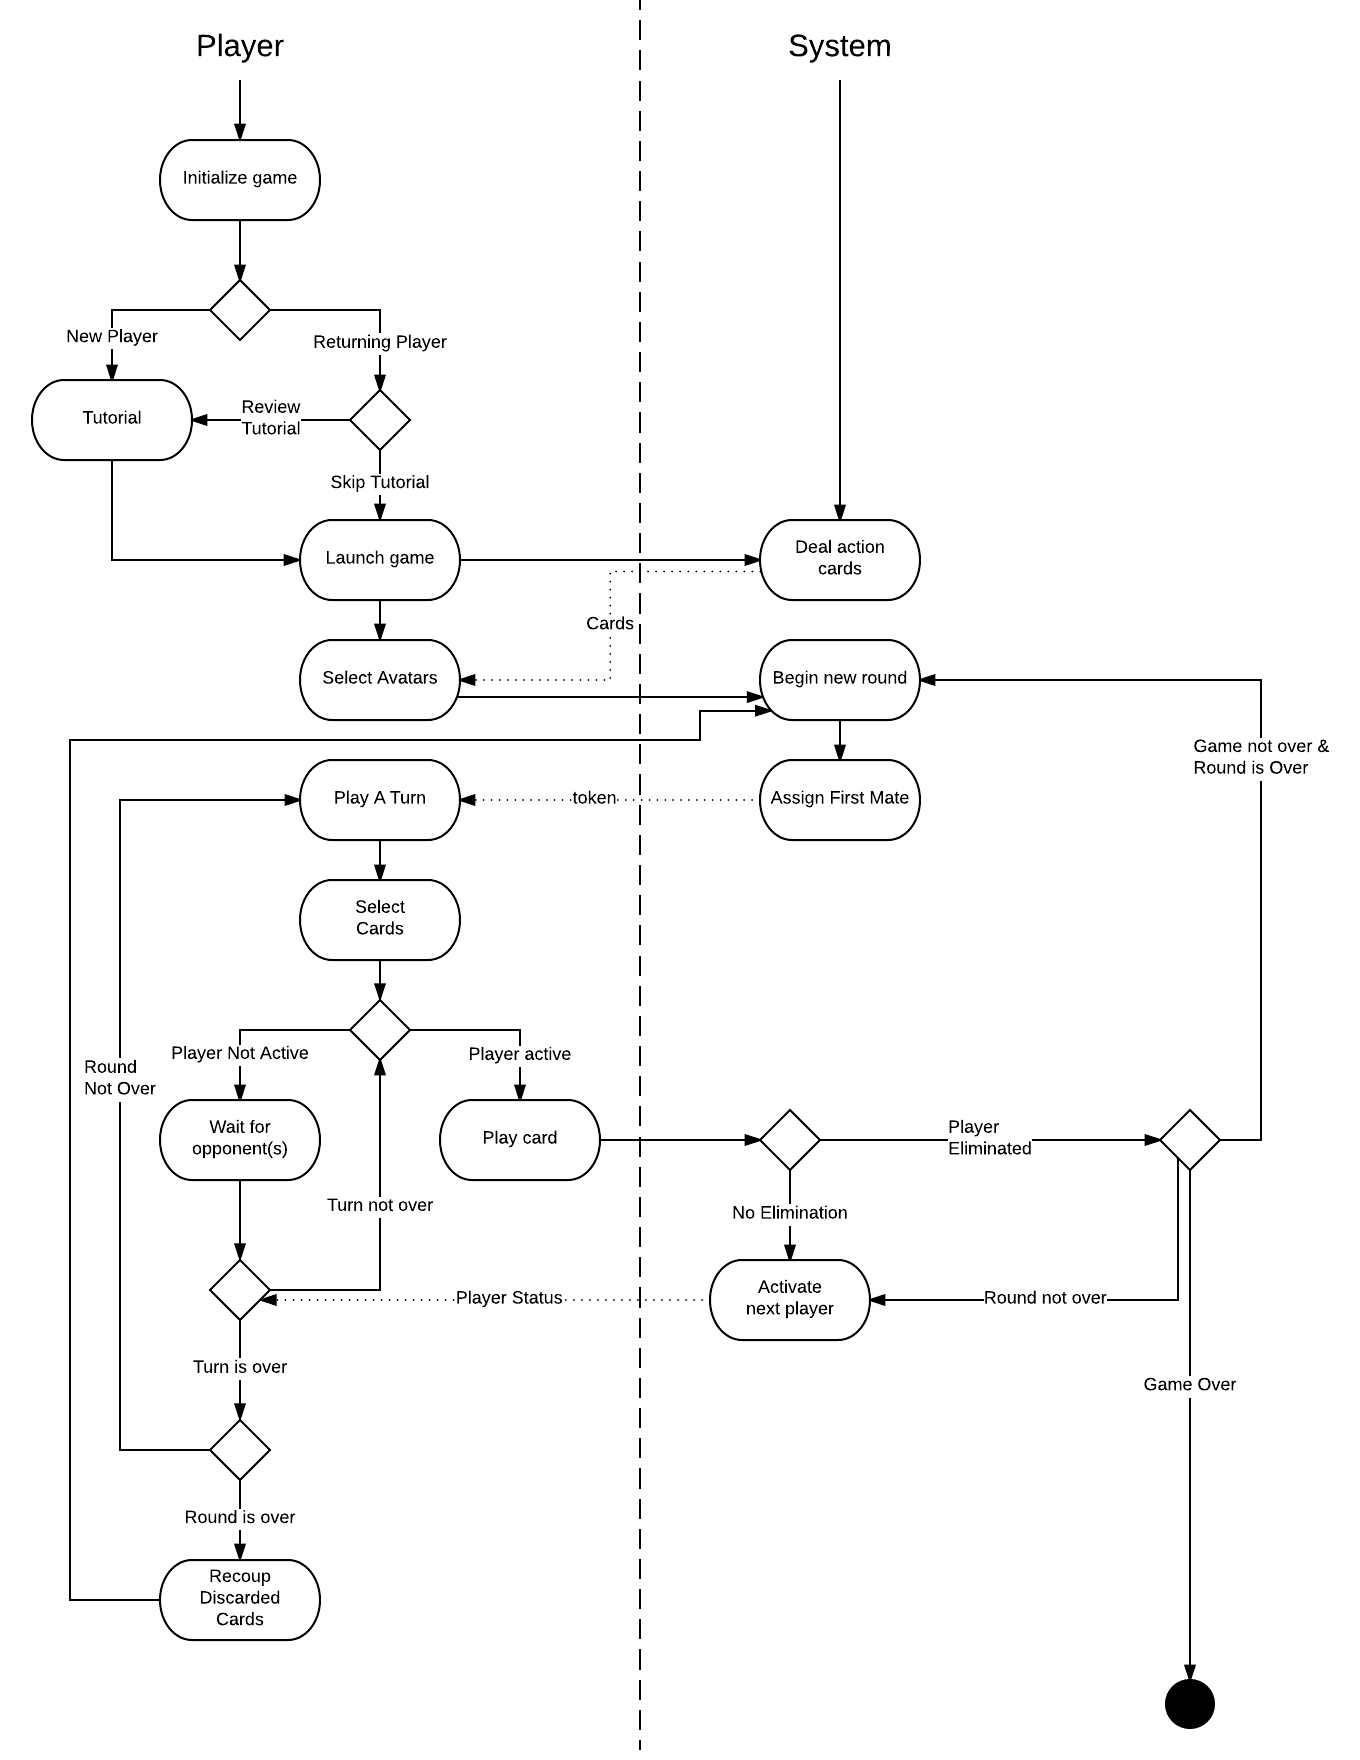 Player
System
Initialize game
New Player
Returning Player
Tutorial
Review
Tutorial
Skip Tutorial
Launch game
Deal action
cards
Cards
Select Avatars
Begin new round
Game not over &
Round is Over
Play A Turn
token
Assign First Mate
Select
Cards
Player Not Active
Player active
Round
Not Over
Wait for
opponent(s)
Play card
Player
Eliminated
Turn not over
No Elimination
Activate
next player
Player Status
Round not over
Turn is over
Game Over
Round is over
Recoup
Discarded
Cards